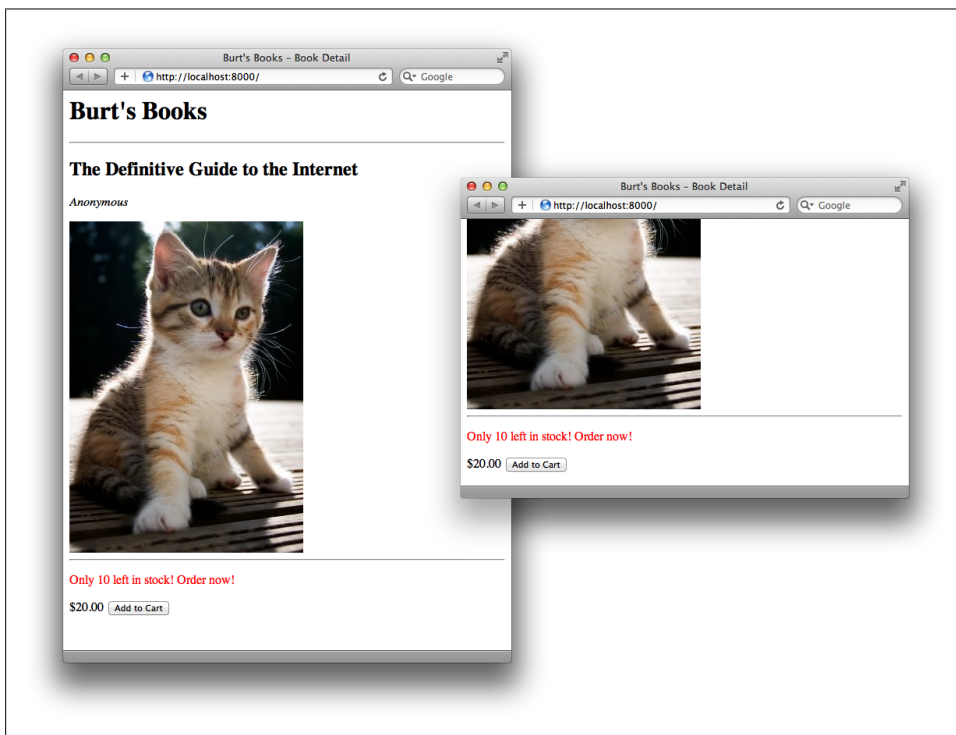 Burt's Books – Book Detail
http://localhost:8000/
Google
Burt's Books
The Definitive Guide to the Internet
Anonymous
Only 10 left in stock! Order now!
$20.00 Add to Cart
Burt's Books – Book Detail
http://localhost:8000/
Google
Only 10 left in stock! Order now!
$20.00 Add to Cart